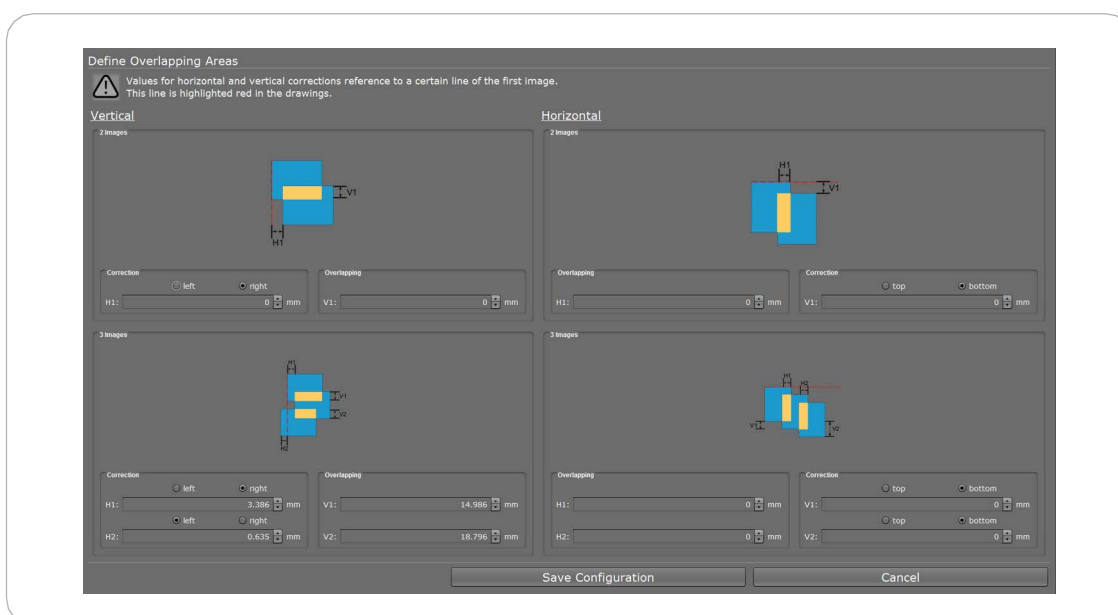 Define Overlapping Areas
Values for horizontal and vertical corrections reference to a certain line of the first image.
This line is highlighted red in the drawings.
Vertical
2 Images
V1
H1
Correction
left right
H1: 0 mm
Overlapping
V1: 0 mm
3 Images
H1
V1
V2
H2
Correction
left right
H1: 3.386 mm
left right
H2: 0.635 mm
Overlapping
V1: 14.986 mm
V2: 18.796 mm
Horizontal
2 Images
H1
V1
Overlapping
H1: 0 mm
Correction
top bottom
V1: 0 mm
3 Images
H1
H2
V1
V2
Overlapping
H1: 0 mm
H2: 0 mm
Correction
top bottom
V1: 0 mm
top bottom
V2: 0 mm
Save Configuration
Cancel